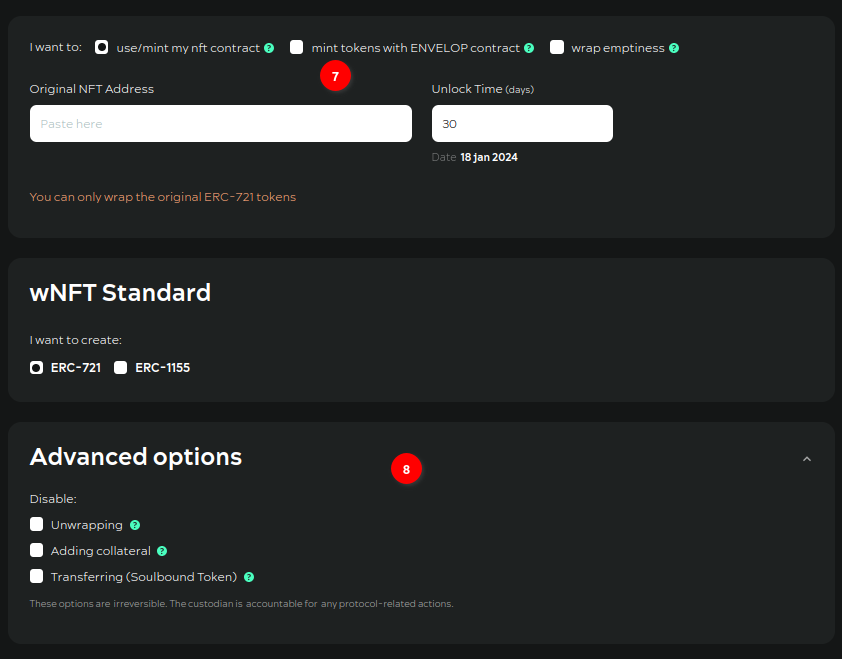 I want to: use/mint my nft contract ? mint tokens with ENVELOP contract ? wrap emptiness ?
7
Original NFT Address Unlock Time (days)
Paste here 30
Date 18 jan 2024
You can only wrap the original ERC-721 tokens
wNFT Standard
I want to create:
ERC-721 ERC-1155
Advanced options
8
Disable:
Unwrapping ?
Adding collateral ?
Transferring (Soulbound Token) ?
These options are irreversible. The custodian is accountable for any protocol-related actions.